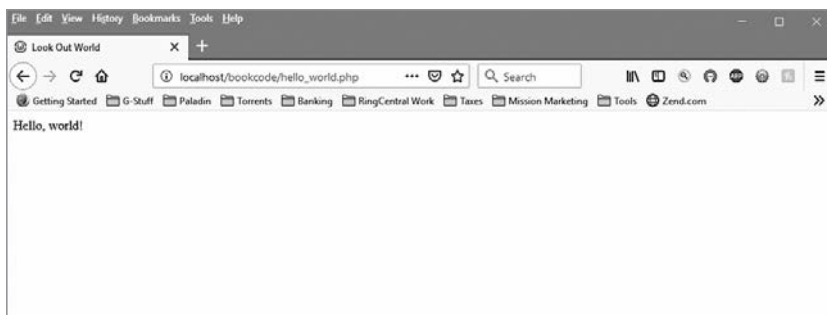 File Edit View History Bookmarks Tools Help
Look Out World
localhost/bookcode/hello_world.php
Search
Getting Started G-Stuff Paladin Torrents Banking RingCentral Work Taxes Mission Marketing Tools Zend.com
Hello, world!